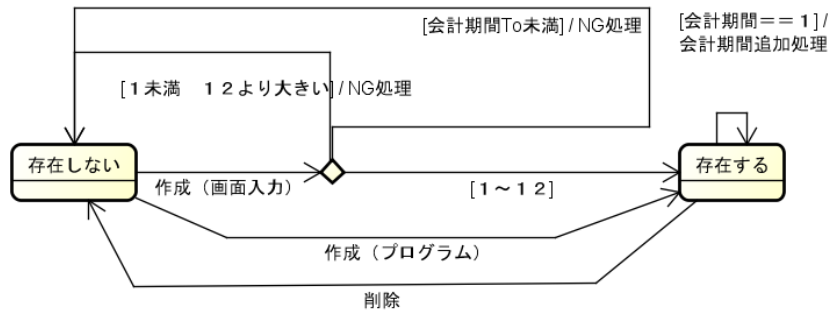 [会計期間To未満] / NG処理
[会計期間＝＝１] /
会計期間追加処理
[１未満　１２より大きい] / NG処理
存在しない
存在する
作成（画面入力）
[１～１２]
作成（プログラム）
削除